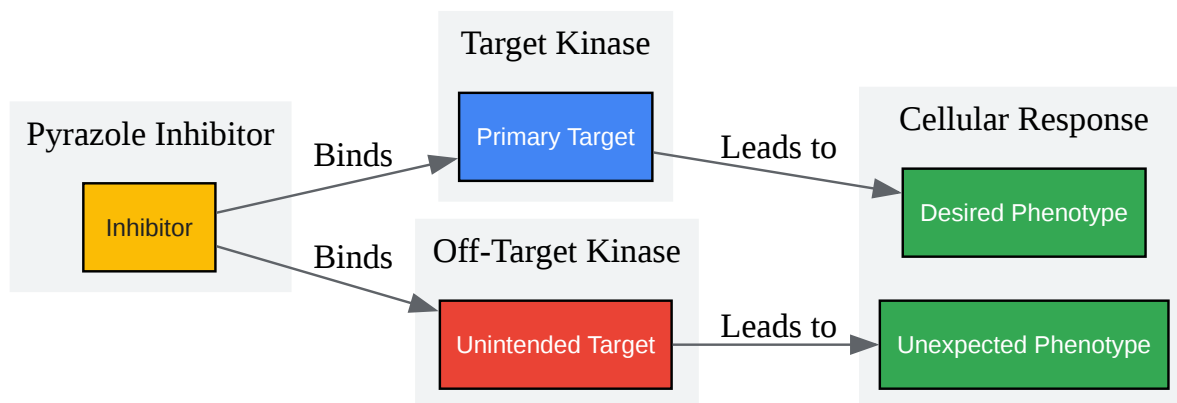 Pyrazole Inhibitor
Inhibitor
Binds
Binds
Target Kinase
Primary Target
Off-Target Kinase
Unintended Target
Leads to
Leads to
Cellular Response
Desired Phenotype
Unexpected Phenotype